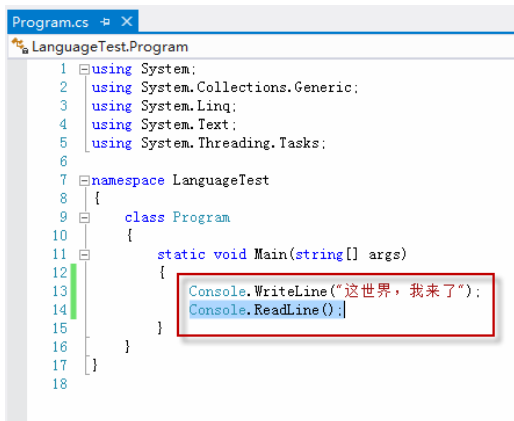 Program.cs
LanguageTest.Program
1 using System;
2 using System.Collections.Generic;
3 using System.Linq;
4 using System.Text;
5 using System.Threading.Tasks;
6
7 namespace LanguageTest
8 {
9 class Program
10 {
11 static void Main(string[] args)
12 {
13 Console.WriteLine("这世界，我来了");
14 Console.ReadLine();
15 }
16 }
17 }
18